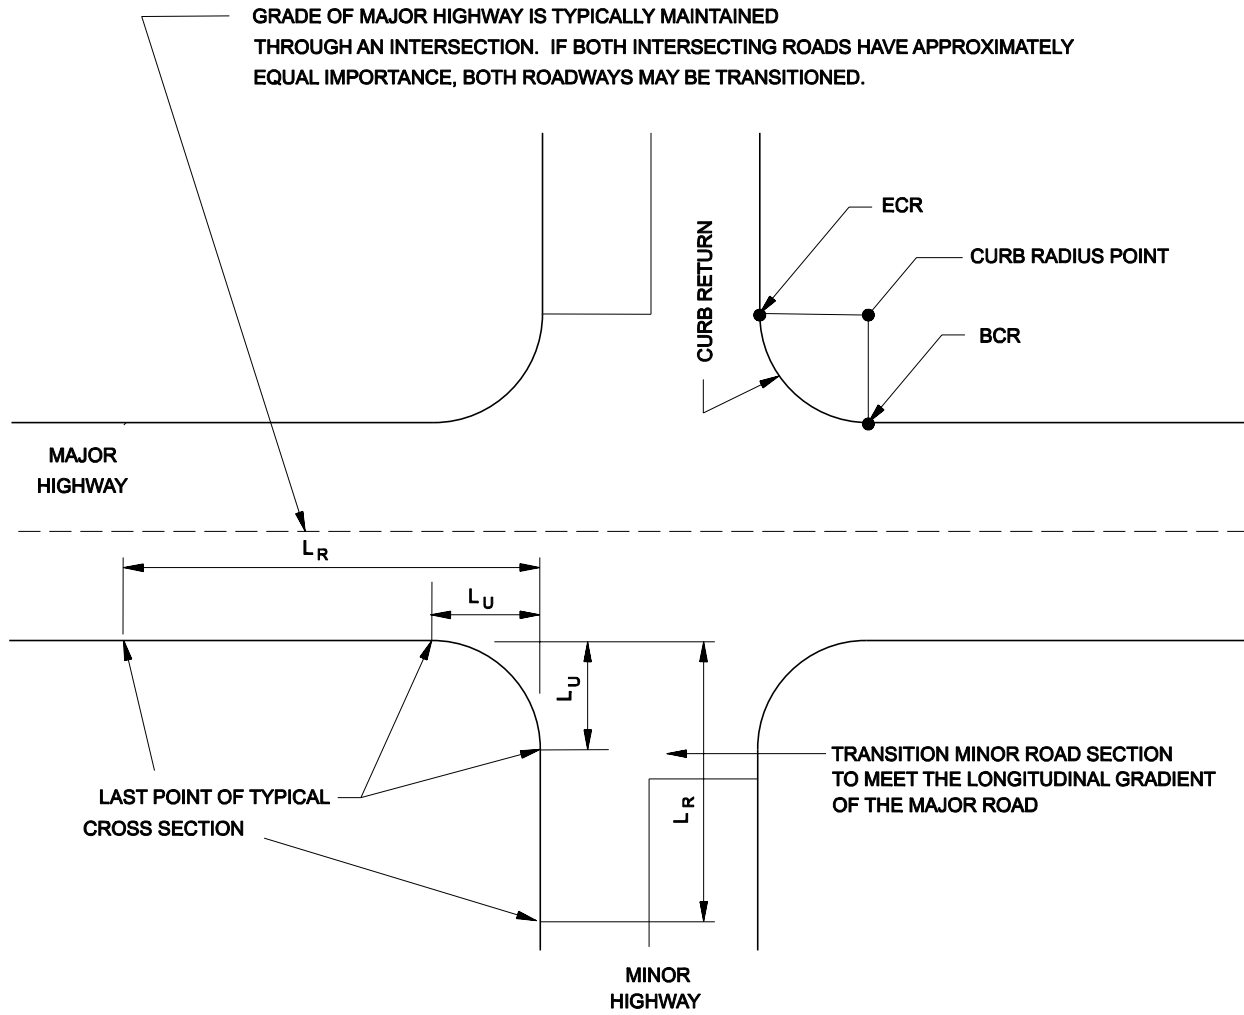 GRADE OF MAJOR HIGHWAY IS TYPICALLY MAINTAINED
THROUGH AN INTERSECTION. IF BOTH INTERSECTING ROADS HAVE APPROXIMATELY
EQUAL IMPORTANCE, BOTH ROADWAYS MAY BE TRANSITIONED.
ECR
CURB RETURN
CURB RADIUS POINT
BCR
MAJOR
HIGHWAY
LR
LU
LU
LR
TRANSITION MINOR ROAD SECTION
TO MEET THE LONGITUDINAL GRADIENT
OF THE MAJOR ROAD
LAST POINT OF TYPICAL
CROSS SECTION
MINOR
HIGHWAY